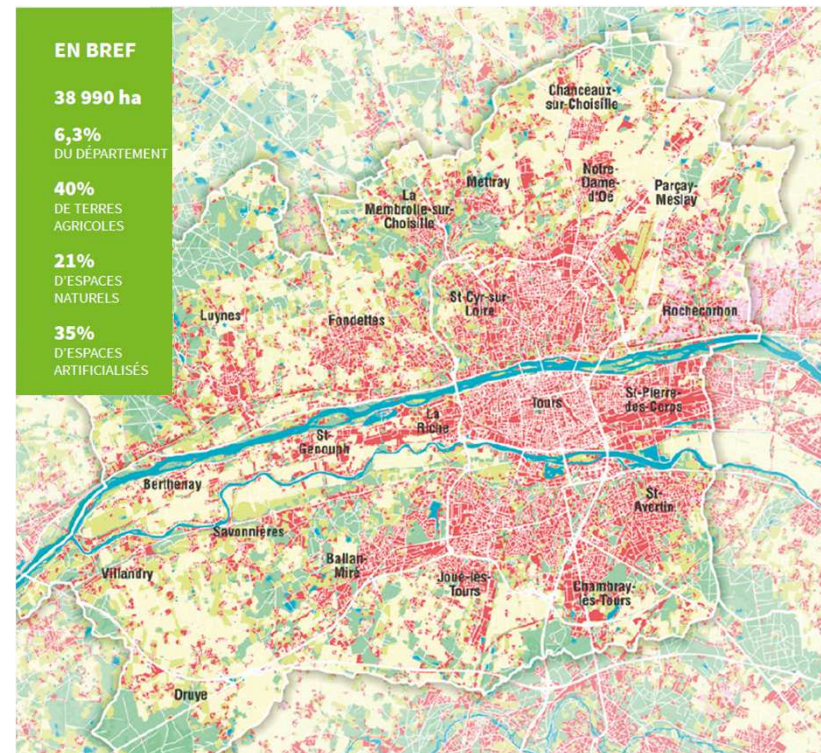 EN BREF
38 990 ha
6,3%
DU DÉPARTEMENT
40%
DE TERRES
AGRICOLES
21%
D'ESPACES
NATURELS
35%
D'ESPACES
ARTIFICIALISÉS
Chanceaux-
sur-Choisille
Mettray
Notre-
Dame-
d'Oé
Parçay-
Meslay
La
Membrolle-sur-
Choisille
Luynes
Fondettes
St-Cyr-sur-
Loire
Rochecorbon
La
Riche
Tours
St-Pierre-
des-Corps
St-
Genouph
Berthenay
Savonnières
St-
Avertin
Villandry
Ballan-
Miré
Joué-lès-
Tours
Chambray-
lès-Tours
Druye